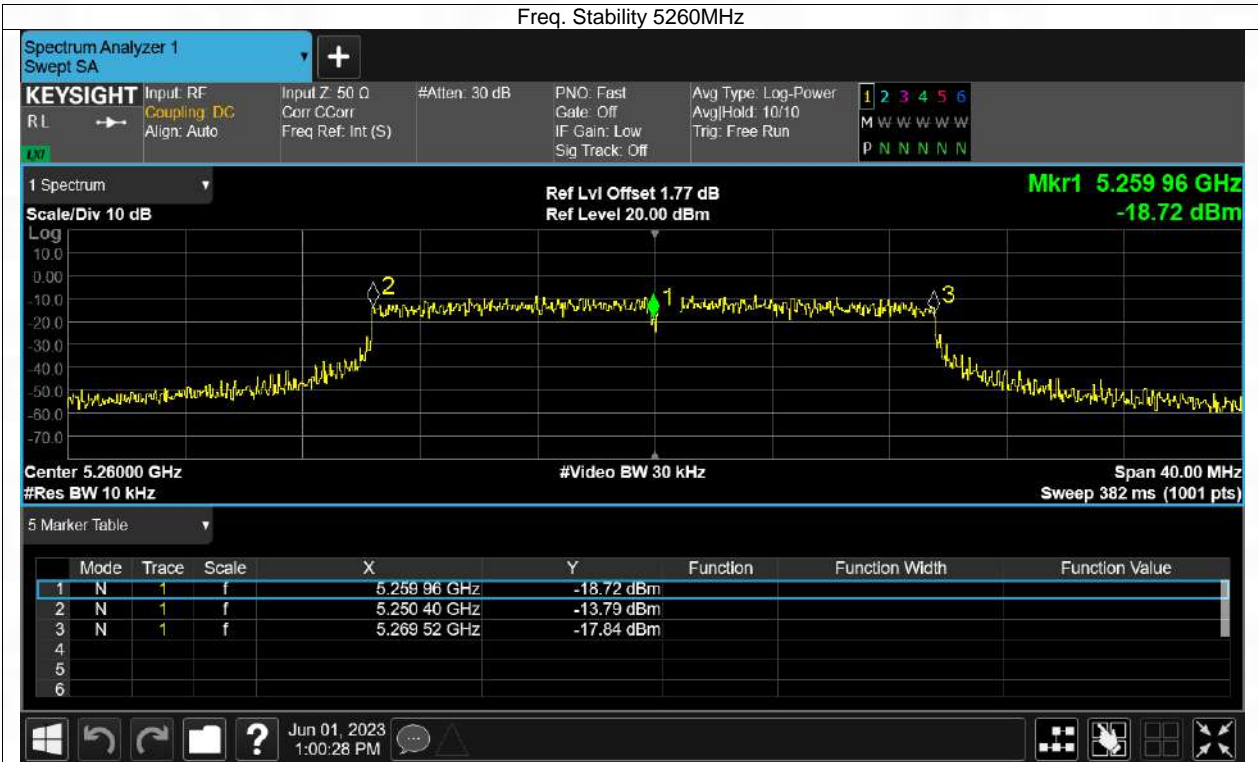 Freq. Stability 5260MHz
Spectrum Analyzer 1
Swept SA
+
KEYSIGHT
RL
LXI
Input: RF
Coupling: DC
Align: Auto
Input Z: 50 Ω
Corr CCorr
Freq Ref: Int (S)
#Atten: 30 dB
PNO: Fast
Gate: Off
IF Gain: Low
Sig Track: Off
Avg Type: Log-Power
Avg|Hold: 10/10
Trig: Free Run
1 2 3 4 5 6
M W W W W W
P N N N N N
1 Spectrum
Scale/Div 10 dB
Ref Lvl Offset 1.77 dB
Ref Level 20.00 dBm
Mkr1 5.259 96 GHz
-18.72 dBm
Log
10.0
0.00
-10.0
-20.0
-30.0
-40.0
-50.0
-60.0
-70.0
2
1
3
Center 5.26000 GHz
#Res BW 10 kHz
#Video BW 30 kHz
Span 40.00 MHz
Sweep 382 ms (1001 pts)
5 Marker Table
Mode Trace Scale X Y Function Function Width Function Value
1 N 1 f 5.259 96 GHz -18.72 dBm
2 N 1 f 5.250 40 GHz -13.79 dBm
3 N 1 f 5.269 52 GHz -17.84 dBm
4
5
6
?
Jun 01, 2023
1:00:28 PM